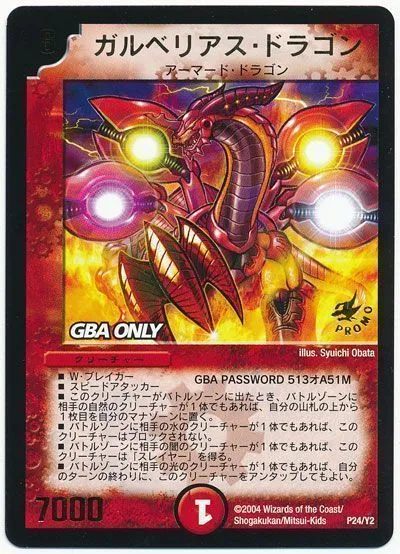 ガルベリアス・ドラゴン
アーマード・ドラゴン
GBA ONLY
PROMO
illus. Syuichi Obata
クリーチャー
■ W・ブレイカー
GBA PASSWORD 513オA51M
■ スピードアタッカー
■ このクリーチャーがバトルゾーンに出たとき、バトルゾーンに
相手の自然のクリーチャーが1体でもあれば、自分の山札の上から
1枚目を自分のマナゾーンに置く。
■ バトルゾーンに相手の水のクリーチャーが1体でもあれば、この
クリーチャーはブロックされない。
■ バトルゾーンに相手の闇のクリーチャーが1体でもあれば、この
クリーチャーは「スレイヤー」を得る。
■ バトルゾーンに相手の光のクリーチャーが1体でもあれば、自分
のターンの終わりに、このクリーチャーをアンタップしてもよい。
7000
1
©2004 Wizards of the Coast/
Shogakukan/Mitsui-Kids
P24/Y2